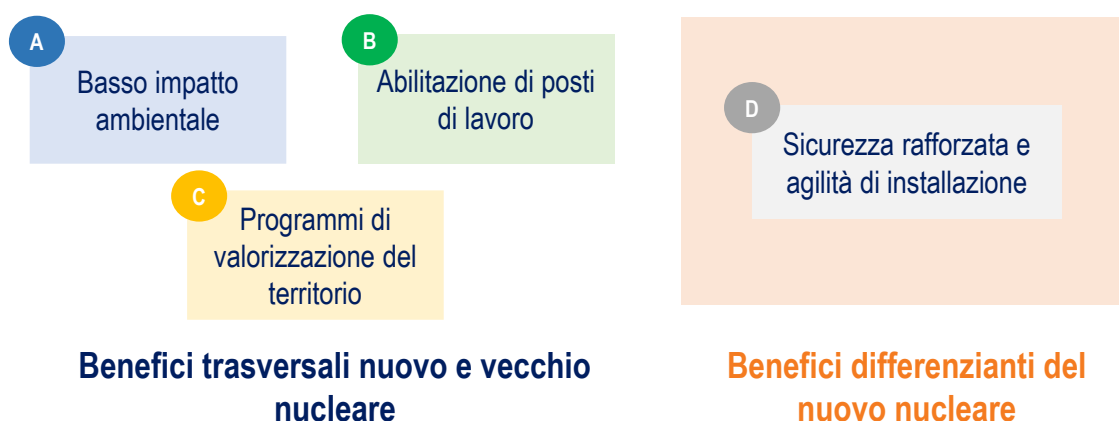 A
Basso impatto
ambientale
B
Abilitazione di posti
di lavoro
C
Programmi di
valorizzazione del
territorio
Benefici trasversali nuovo e vecchio
nucleare
D
Sicurezza rafforzata e
agilità di installazione
Benefici differenzianti del
nuovo nucleare